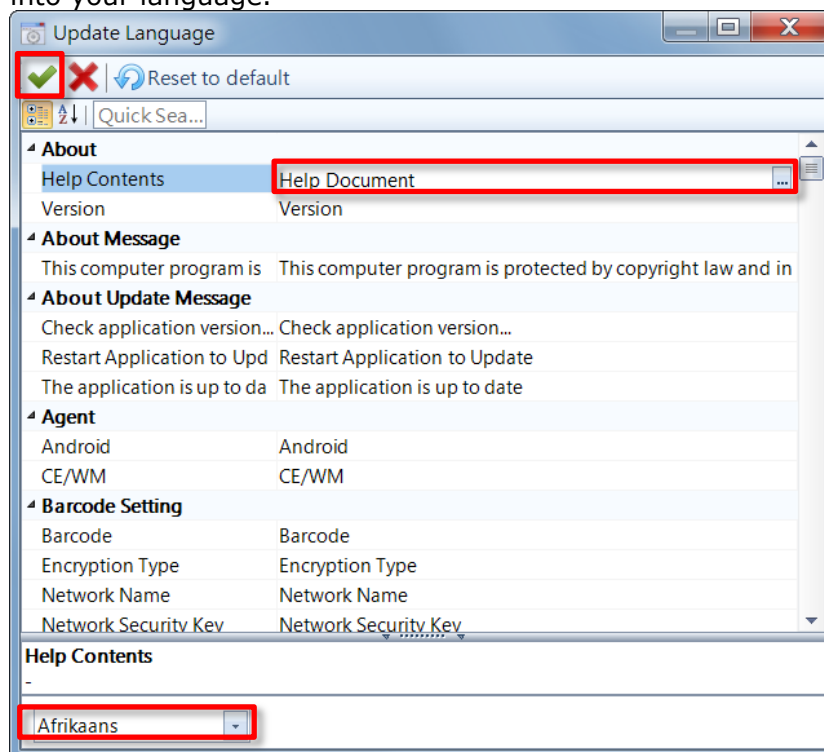 into your language.
Update Language
Reset to default
Quick Sea...
About
Help Contents Help Document ...
Version Version
About Message
This computer program is This computer program is protected by copyright law and in
About Update Message
Check application version... Check application version...
Restart Application to Upd Restart Application to Update
The application is up to da The application is up to date
Agent
Android Android
CE/WM CE/WM
Barcode Setting
Barcode Barcode
Encryption Type Encryption Type
Network Name Network Name
Network Security Key Network Security Key
Help Contents
-
Afrikaans